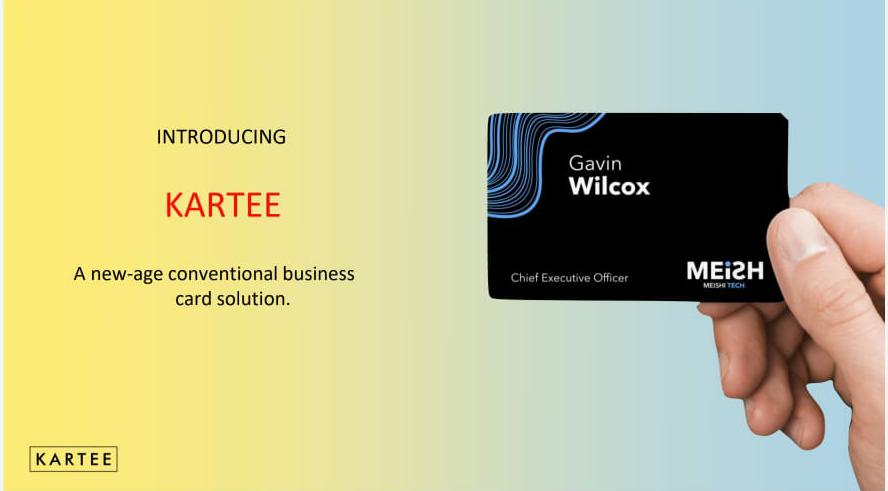 INTRODUCING
KARTEE
A new-age conventional business
card solution.
KARTEE
Gavin
Wilcox
Chief Executive Officer
MEiSH
MEISHI TECH.